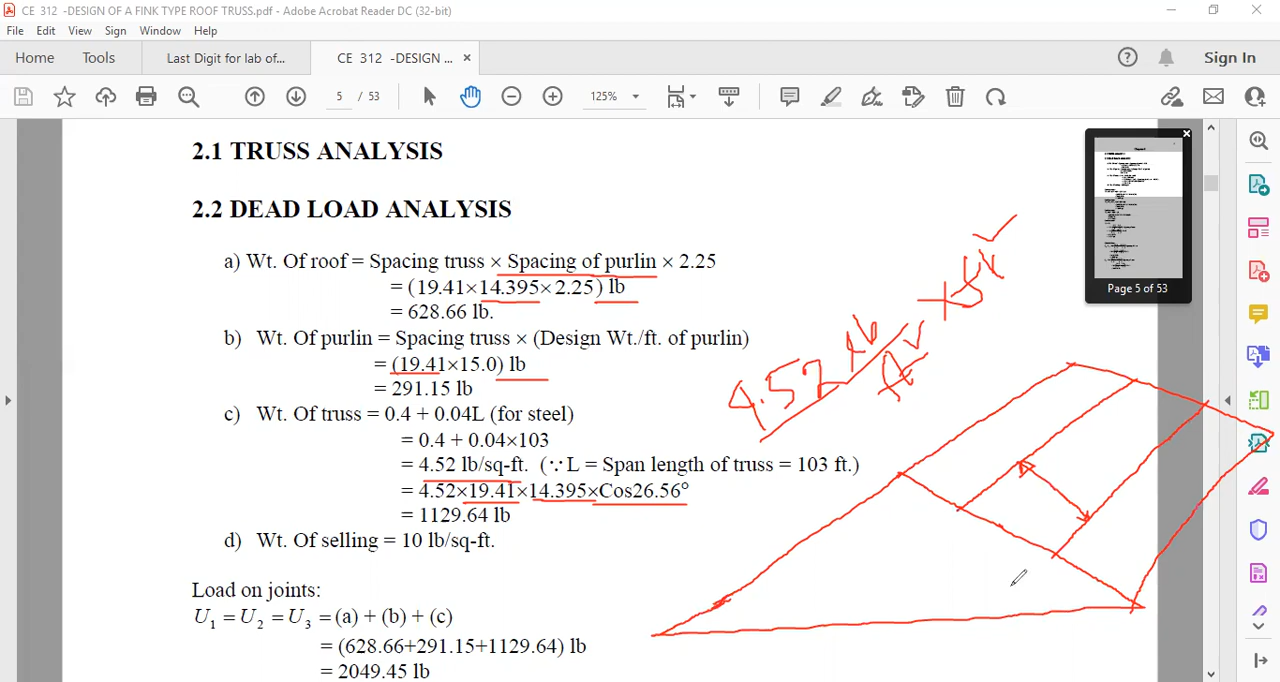 CE 312 -DESIGN OF A FINK TYPE ROOF TRUSS.pdf - Adobe Acrobat Reader DC (32-bit)
File Edit View Sign Window Help
Home Tools Last Digit for lab of... CE 312 -DESIGN ... × Sign In
5 / 53 125%
2.1 TRUSS ANALYSIS
2.2 DEAD LOAD ANALYSIS
a) Wt. Of roof = Spacing truss × Spacing of purlin × 2.25
= (19.41×14.395×2.25) lb
= 628.66 lb.
b) Wt. Of purlin = Spacing truss × (Design Wt./ft. of purlin)
= (19.41×15.0) lb
= 291.15 lb
c) Wt. Of truss = 0.4 + 0.04L (for steel)
= 0.4 + 0.04×103
= 4.52 lb/sq-ft. (∵ L = Span length of truss = 103 ft.)
= 4.52×19.41×14.395×Cos26.56°
= 1129.64 lb
d) Wt. Of selling = 10 lb/sq-ft.
Load on joints:
U1 = U2 = U3 = (a) + (b) + (c)
= (628.66+291.15+1129.64) lb
= 2049.45 lb
Page 5 of 53
4.52 lb